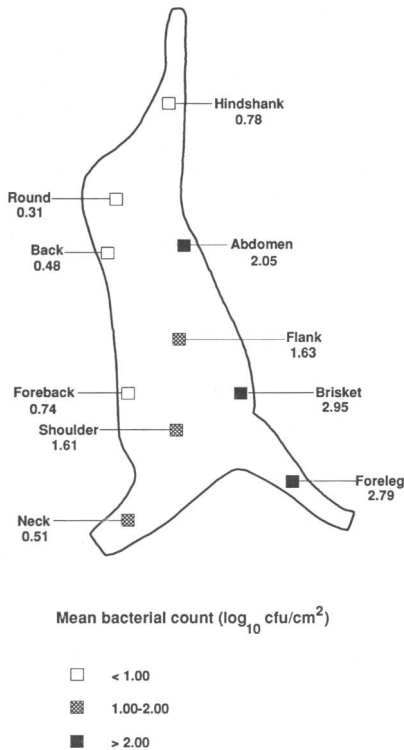 Hindshank
0.78
Round
0.31
Back
0.48
Abdomen
2.05
Flank
1.63
Foreback
0.74
Brisket
2.95
Shoulder
1.61
Foreleg
2.79
Neck
0.51
Mean bacterial count (log10 cfu/cm2)
< 1.00
1.00-2.00
> 2.00